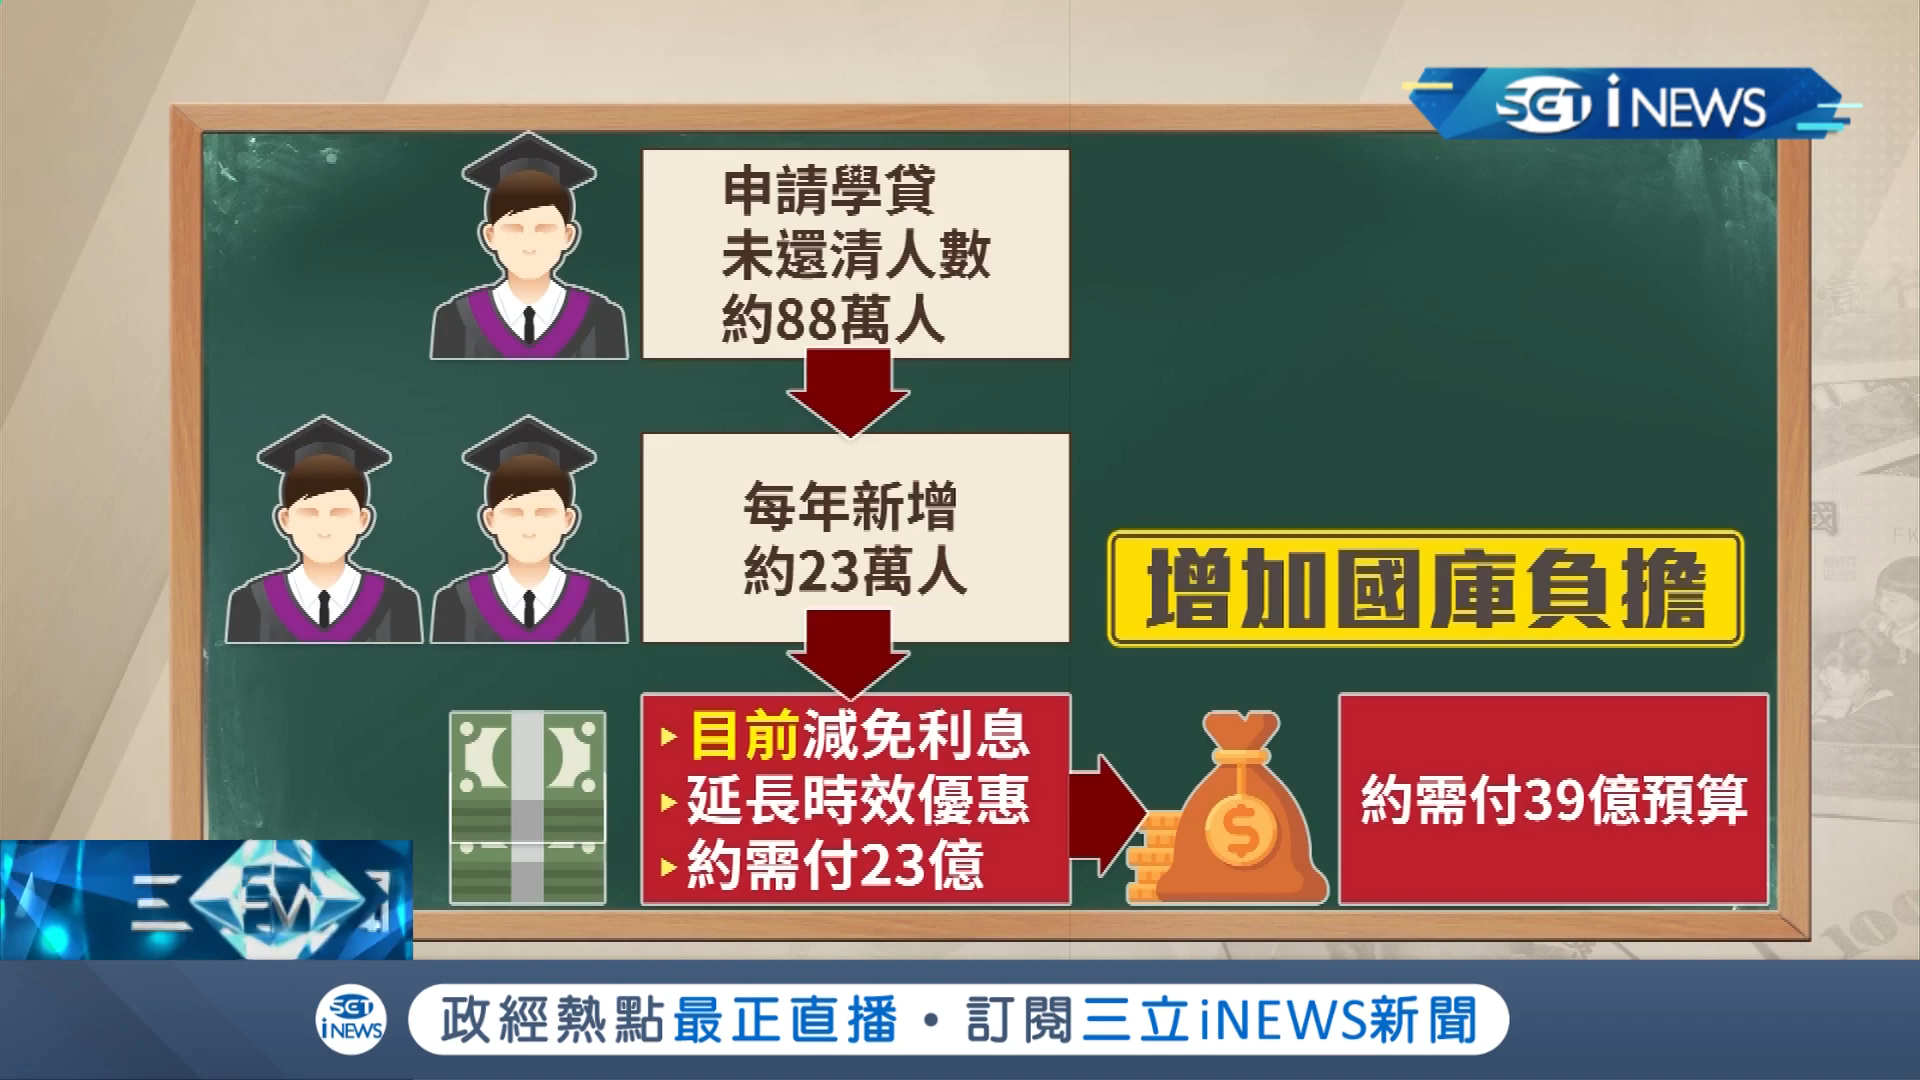 SET iNEWS
申請學貸
未還清人數
約88萬人
每年新增
約23萬人
增加國庫負擔
目前減免利息
延長時效優惠
約需付23億
約需付39億預算
三
SET
iNEWS
政經熱點最正直播・訂閱三立iNEWS新聞